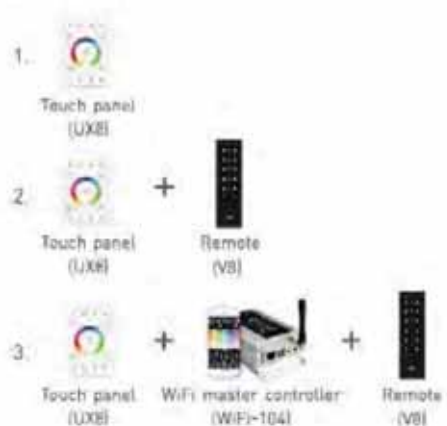 1.
Touch panel
(UX8)
2. +
Touch panel Remote
(UX8) (V8)
3. + +
Touch panel WiFi master controller Remote
(UX8) (WiFi-104) (V8)